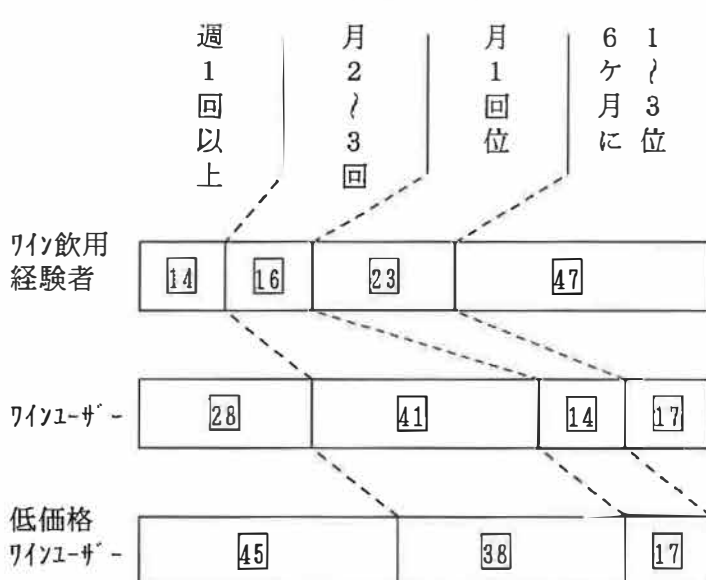 週1回以上
月2〜3回
月1回位
6ケ月に
1〜3位
ワイン飲用
経験者
14
16
23
47
ワインユーザー
28
41
14
17
低価格
ワインユーザー
45
38
17